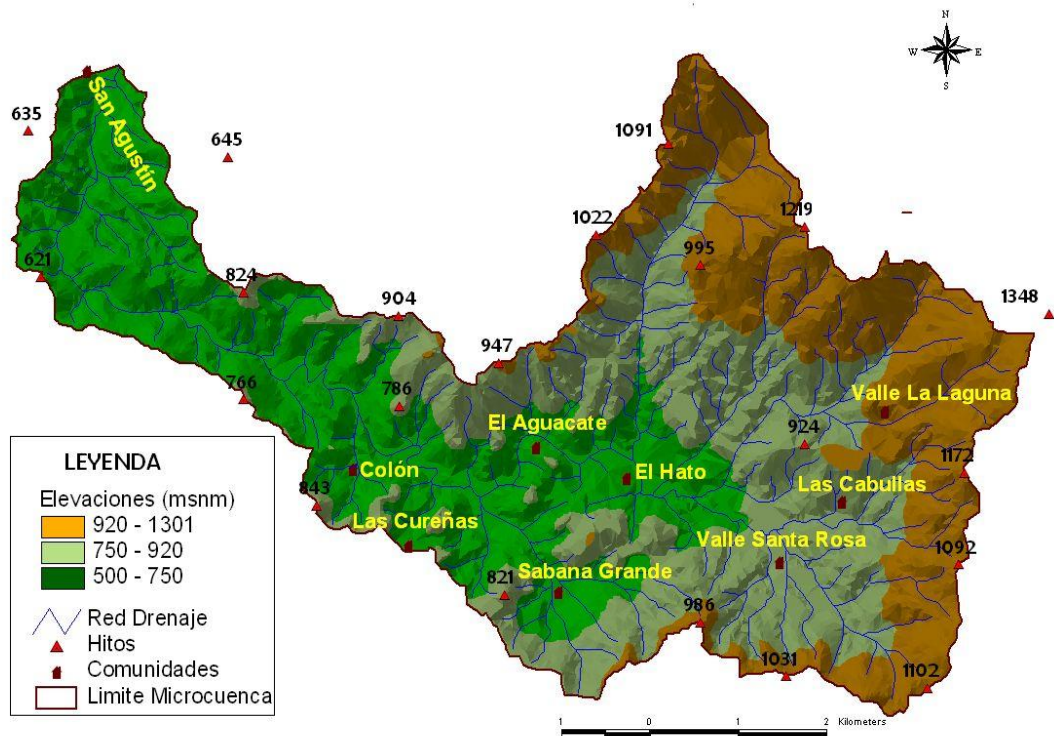 N
W E
S
San Agustín
635
645
1091
1022
1219
995
621
824
904
1348
947
766
786
Valle La Laguna
El Aguacate
924
Colón
El Hato
1172
843
Las Cabullas
Las Cureñas
Valle Santa Rosa
1092
821
Sabana Grande
986
1031
1102
LEYENDA
Elevaciones (msnm)
920 - 1301
750 - 920
500 - 750
Red Drenaje
Hitos
Comunidades
Limite Microcuenca
1 0 1 2 Kilometers